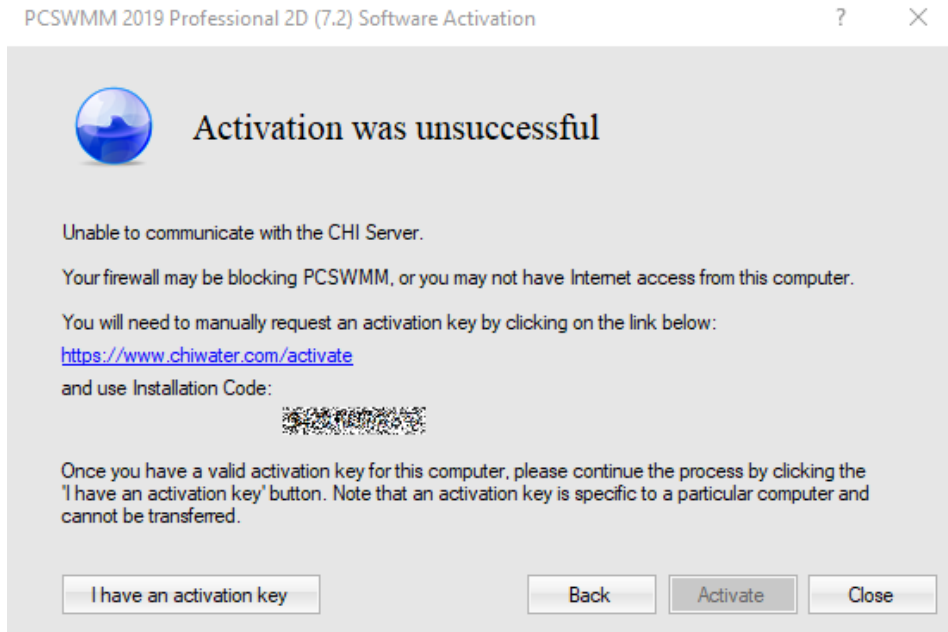 PCSWMM 2019 Professional 2D (7.2) Software Activation
?
Activation was unsuccessful
Unable to communicate with the CHI Server.
Your firewall may be blocking PCSWMM, or you may not have Internet access from this computer.
You will need to manually request an activation key by clicking on the link below:
https://www.chiwater.com/activate
and use Installation Code:
Once you have a valid activation key for this computer, please continue the process by clicking the
'I have an activation key' button. Note that an activation key is specific to a particular computer and
cannot be transferred.
I have an activation key
Back
Activate
Close